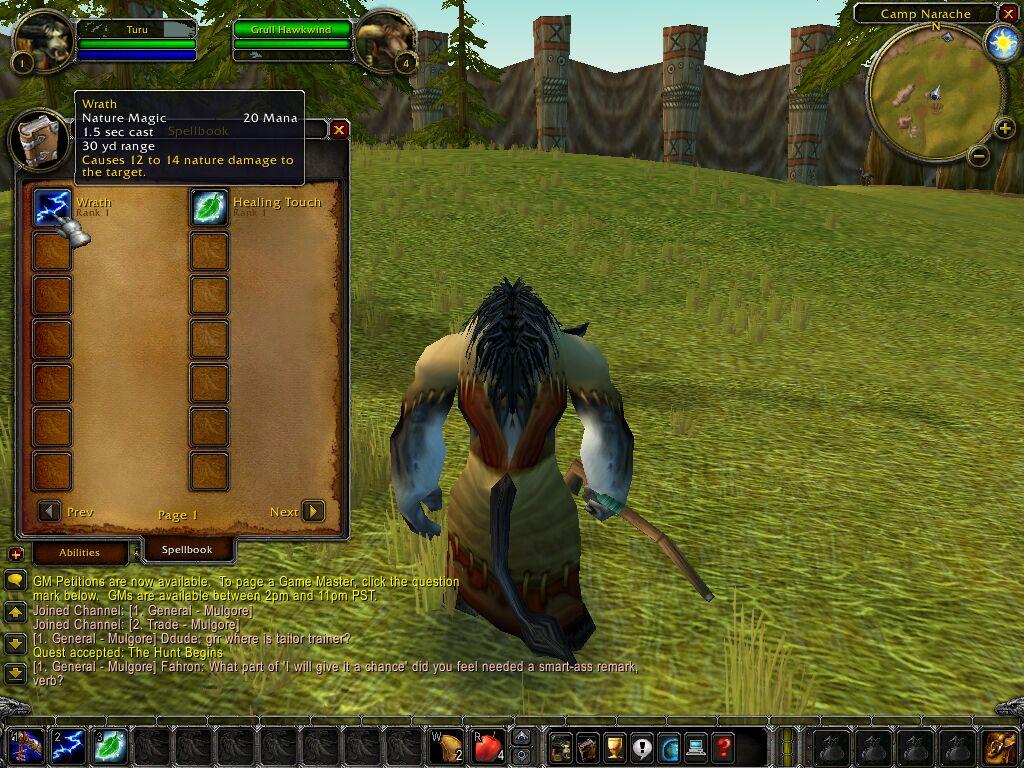 Turu
1
Grull Hawkwind
4
Camp Narache
N
Wrath
Nature Magic 20 Mana
1.5 sec cast
30 yd range
Causes 12 to 14 nature damage to
the target.
Spellbook
Wrath
Rank 1
Healing Touch
Rank 1
Prev
Page 1
Next
Abilities
Spellbook
GM Petitions are now available. To page a Game Master, click the question
mark below. GMs are available between 2pm and 11pm PST.
Joined Channel: [1. General - Mulgore]
Joined Channel: [2. Trade - Mulgore]
[1. General - Mulgore] Ddude: grr where is tailor trainer?
Quest accepted: The Hunt Begins
[1. General - Mulgore] Fahron: What part of 'I will give it a chance' did you feel needed a smart-ass remark,
verb?
1
2
3
W
2
R
4